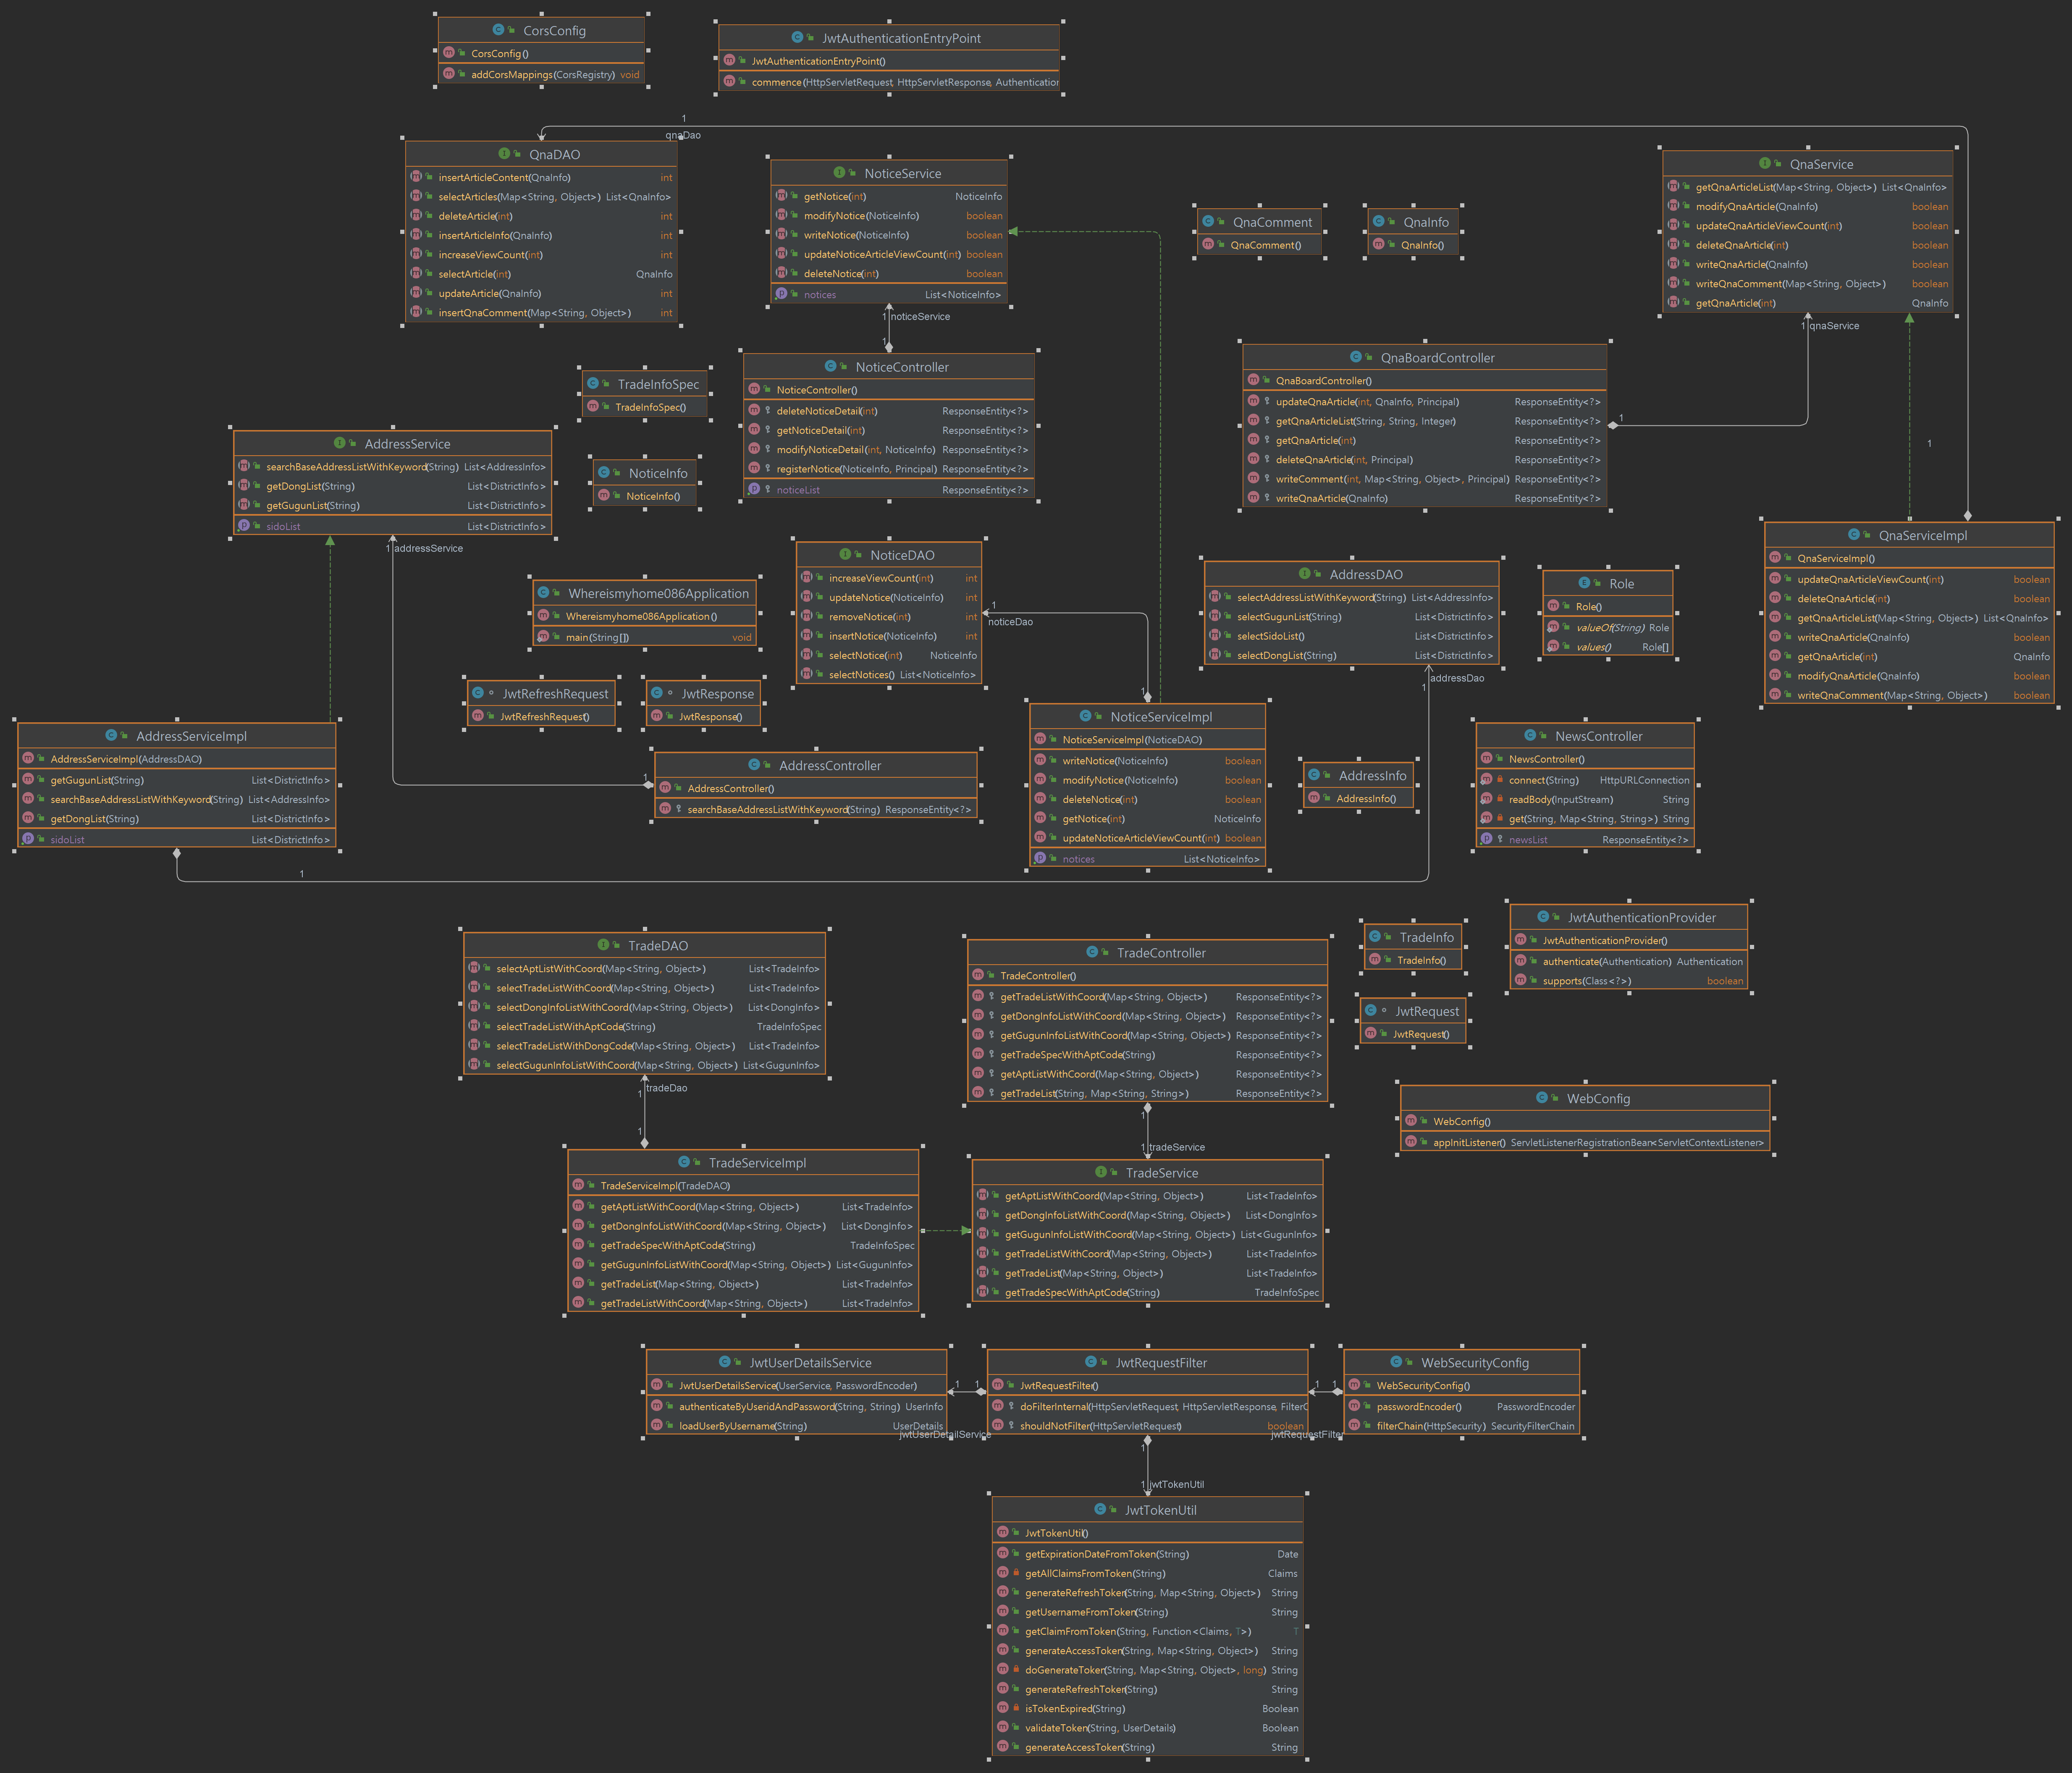 CorsConfig
CorsConfig()
addCorsMappings(CorsRegistry) void
JwtAuthenticationEntryPoint
JwtAuthenticationEntryPoint()
commence(HttpServletRequest, HttpServletResponse, Authentication
1
qnaDao
QnaDAO
insertArticleContent(QnaInfo) int
selectArticles(Map<String, Object>) List<QnaInfo>
deleteArticle(int) int
insertArticleInfo(QnaInfo) int
increaseViewCount(int) int
selectArticle(int) QnaInfo
updateArticle(QnaInfo) int
insertQnaComment(Map<String, Object>) int
NoticeService
getNotice(int) NoticeInfo
modifyNotice(NoticeInfo) boolean
writeNotice(NoticeInfo) boolean
updateNoticeArticleViewCount(int) boolean
deleteNotice(int) boolean
notices List<NoticeInfo>
1 noticeService
1
QnaComment
QnaComment()
QnaInfo
QnaInfo()
QnaService
getQnaArticleList(Map<String, Object>) List<QnaInfo>
modifyQnaArticle(QnaInfo) boolean
updateQnaArticleViewCount(int) boolean
deleteQnaArticle(int) boolean
writeQnaArticle(QnaInfo) boolean
writeQnaComment(Map<String, Object>) boolean
getQnaArticle(int) QnaInfo
1 qnaService
TradeInfoSpec
TradeInfoSpec()
NoticeController
NoticeController()
deleteNoticeDetail(int) ResponseEntity<?>
getNoticeDetail(int) ResponseEntity<?>
modifyNoticeDetail(int, NoticeInfo) ResponseEntity<?>
registerNotice(NoticeInfo, Principal) ResponseEntity<?>
noticeList ResponseEntity<?>
QnaBoardController
QnaBoardController()
updateQnaArticle(int, QnaInfo, Principal) ResponseEntity<?>
getQnaArticleList(String, String, Integer) ResponseEntity<?>
getQnaArticle(int) ResponseEntity<?>
deleteQnaArticle(int, Principal) ResponseEntity<?>
writeComment(int, Map<String, Object>, Principal) ResponseEntity<?>
writeQnaArticle(QnaInfo) ResponseEntity<?>
1
1
AddressService
searchBaseAddressListWithKeyword(String) List<AddressInfo>
getDongList(String) List<DistrictInfo>
getGugunList(String) List<DistrictInfo>
sidoList List<DistrictInfo>
1 addressService
NoticeInfo
NoticeInfo()
Whereismyhome086Application
Whereismyhome086Application()
main(String[]) void
NoticeDAO
increaseViewCount(int) int
updateNotice(NoticeInfo) int
removeNotice(int) int
insertNotice(NoticeInfo) int
selectNotice(int) NoticeInfo
selectNotices() List<NoticeInfo>
1
noticeDao
1
AddressDAO
selectAddressListWithKeyword(String) List<AddressInfo>
selectGugunList(String) List<DistrictInfo>
selectSidoList() List<DistrictInfo>
selectDongList(String) List<DistrictInfo>
addressDao
1
Role
Role()
valueOf(String) Role
values() Role[]
QnaServiceImpl
QnaServiceImpl()
updateQnaArticleViewCount(int) boolean
deleteQnaArticle(int) boolean
getQnaArticleList(Map<String, Object>) List<QnaInfo>
writeQnaArticle(QnaInfo) boolean
getQnaArticle(int) QnaInfo
modifyQnaArticle(QnaInfo) boolean
writeQnaComment(Map<String, Object>) boolean
JwtRefreshRequest
JwtRefreshRequest()
JwtResponse
JwtResponse()
AddressServiceImpl
AddressServiceImpl(AddressDAO)
getGugunList(String) List<DistrictInfo>
searchBaseAddressListWithKeyword(String) List<AddressInfo>
getDongList(String) List<DistrictInfo>
sidoList List<DistrictInfo>
1
1
AddressController
AddressController()
searchBaseAddressListWithKeyword(String) ResponseEntity<?>
NoticeServiceImpl
NoticeServiceImpl(NoticeDAO)
writeNotice(NoticeInfo) boolean
modifyNotice(NoticeInfo) boolean
deleteNotice(int) boolean
getNotice(int) NoticeInfo
updateNoticeArticleViewCount(int) boolean
notices List<NoticeInfo>
AddressInfo
AddressInfo()
NewsController
NewsController()
connect(String) HttpURLConnection
readBody(InputStream) String
get(String, Map<String, String>) String
newsList ResponseEntity<?>
TradeDAO
selectAptListWithCoord(Map<String, Object>) List<TradeInfo>
selectTradeListWithCoord(Map<String, Object>) List<TradeInfo>
selectDongInfoListWithCoord(Map<String, Object>) List<DongInfo>
selectTradeListWithAptCode(String) TradeInfoSpec
selectTradeListWithDongCode(Map<String, Object>) List<TradeInfo>
selectGugunInfoListWithCoord(Map<String, Object>) List<GugunInfo>
tradeDao
1
1
TradeController
TradeController()
getTradeListWithCoord(Map<String, Object>) ResponseEntity<?>
getDongInfoListWithCoord(Map<String, Object>) ResponseEntity<?>
getGugunInfoListWithCoord(Map<String, Object>) ResponseEntity<?>
getTradeSpecWithAptCode(String) ResponseEntity<?>
getAptListWithCoord(Map<String, Object>) ResponseEntity<?>
getTradeList(String, Map<String, String>) ResponseEntity<?>
1
1 tradeService
TradeInfo
TradeInfo()
JwtRequest
JwtRequest()
JwtAuthenticationProvider
JwtAuthenticationProvider()
authenticate(Authentication) Authentication
supports(Class<?>) boolean
WebConfig
WebConfig()
appInitListener() ServletListenerRegistrationBean<ServletContextListener>
TradeServiceImpl
TradeServiceImpl(TradeDAO)
getAptListWithCoord(Map<String, Object>) List<TradeInfo>
getDongInfoListWithCoord(Map<String, Object>) List<DongInfo>
getTradeSpecWithAptCode(String) TradeInfoSpec
getGugunInfoListWithCoord(Map<String, Object>) List<GugunInfo>
getTradeList(Map<String, Object>) List<TradeInfo>
getTradeListWithCoord(Map<String, Object>) List<TradeInfo>
TradeService
getAptListWithCoord(Map<String, Object>) List<TradeInfo>
getDongInfoListWithCoord(Map<String, Object>) List<DongInfo>
getGugunInfoListWithCoord(Map<String, Object>) List<GugunInfo>
getTradeListWithCoord(Map<String, Object>) List<TradeInfo>
getTradeList(Map<String, Object>) List<TradeInfo>
getTradeSpecWithAptCode(String) TradeInfoSpec
JwtUserDetailsService
JwtUserDetailsService(UserService, PasswordEncoder)
authenticateByUseridAndPassword(String, String) UserInfo
loadUserByUsername(String) UserDetails
1 1
jwtUserDetailService
JwtRequestFilter
JwtRequestFilter()
doFilterInternal(HttpServletRequest, HttpServletResponse, FilterC
shouldNotFilter(HttpServletRequest) boolean
1 1
jwtRequestFilter
WebSecurityConfig
WebSecurityConfig()
passwordEncoder() PasswordEncoder
filterChain(HttpSecurity) SecurityFilterChain
1
1 jwtTokenUtil
JwtTokenUtil
JwtTokenUtil()
getExpirationDateFromToken(String) Date
getAllClaimsFromToken(String) Claims
generateRefreshToken(String, Map<String, Object>) String
getUsernameFromToken(String) String
getClaimFromToken(String, Function<Claims, T>) T
generateAccessToken(String, Map<String, Object>) String
doGenerateToken(String, Map<String, Object>, long) String
generateRefreshToken(String) String
isTokenExpired(String) Boolean
validateToken(String, UserDetails) Boolean
generateAccessToken(String) String